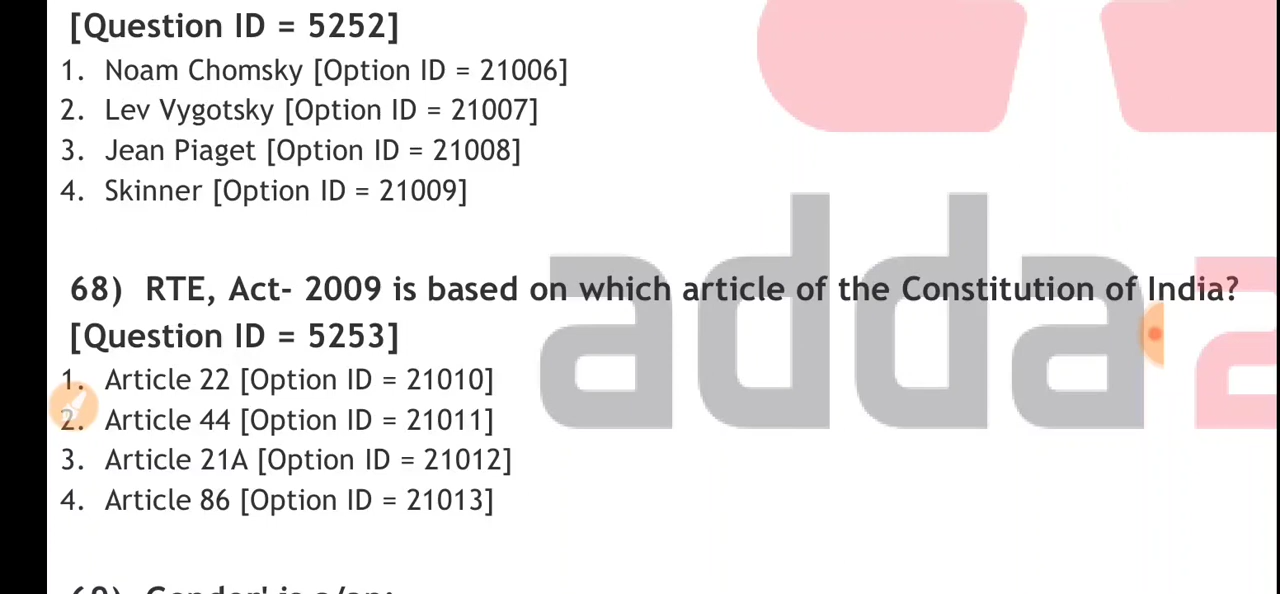 [Question ID = 5252]
1. Noam Chomsky [Option ID = 21006]
2. Lev Vygotsky [Option ID = 21007]
3. Jean Piaget [Option ID = 21008]
4. Skinner [Option ID = 21009]
68) RTE, Act- 2009 is based on which article of the Constitution of India?
[Question ID = 5253]
1. Article 22 [Option ID = 21010]
2. Article 44 [Option ID = 21011]
3. Article 21A [Option ID = 21012]
4. Article 86 [Option ID = 21013]
adda2